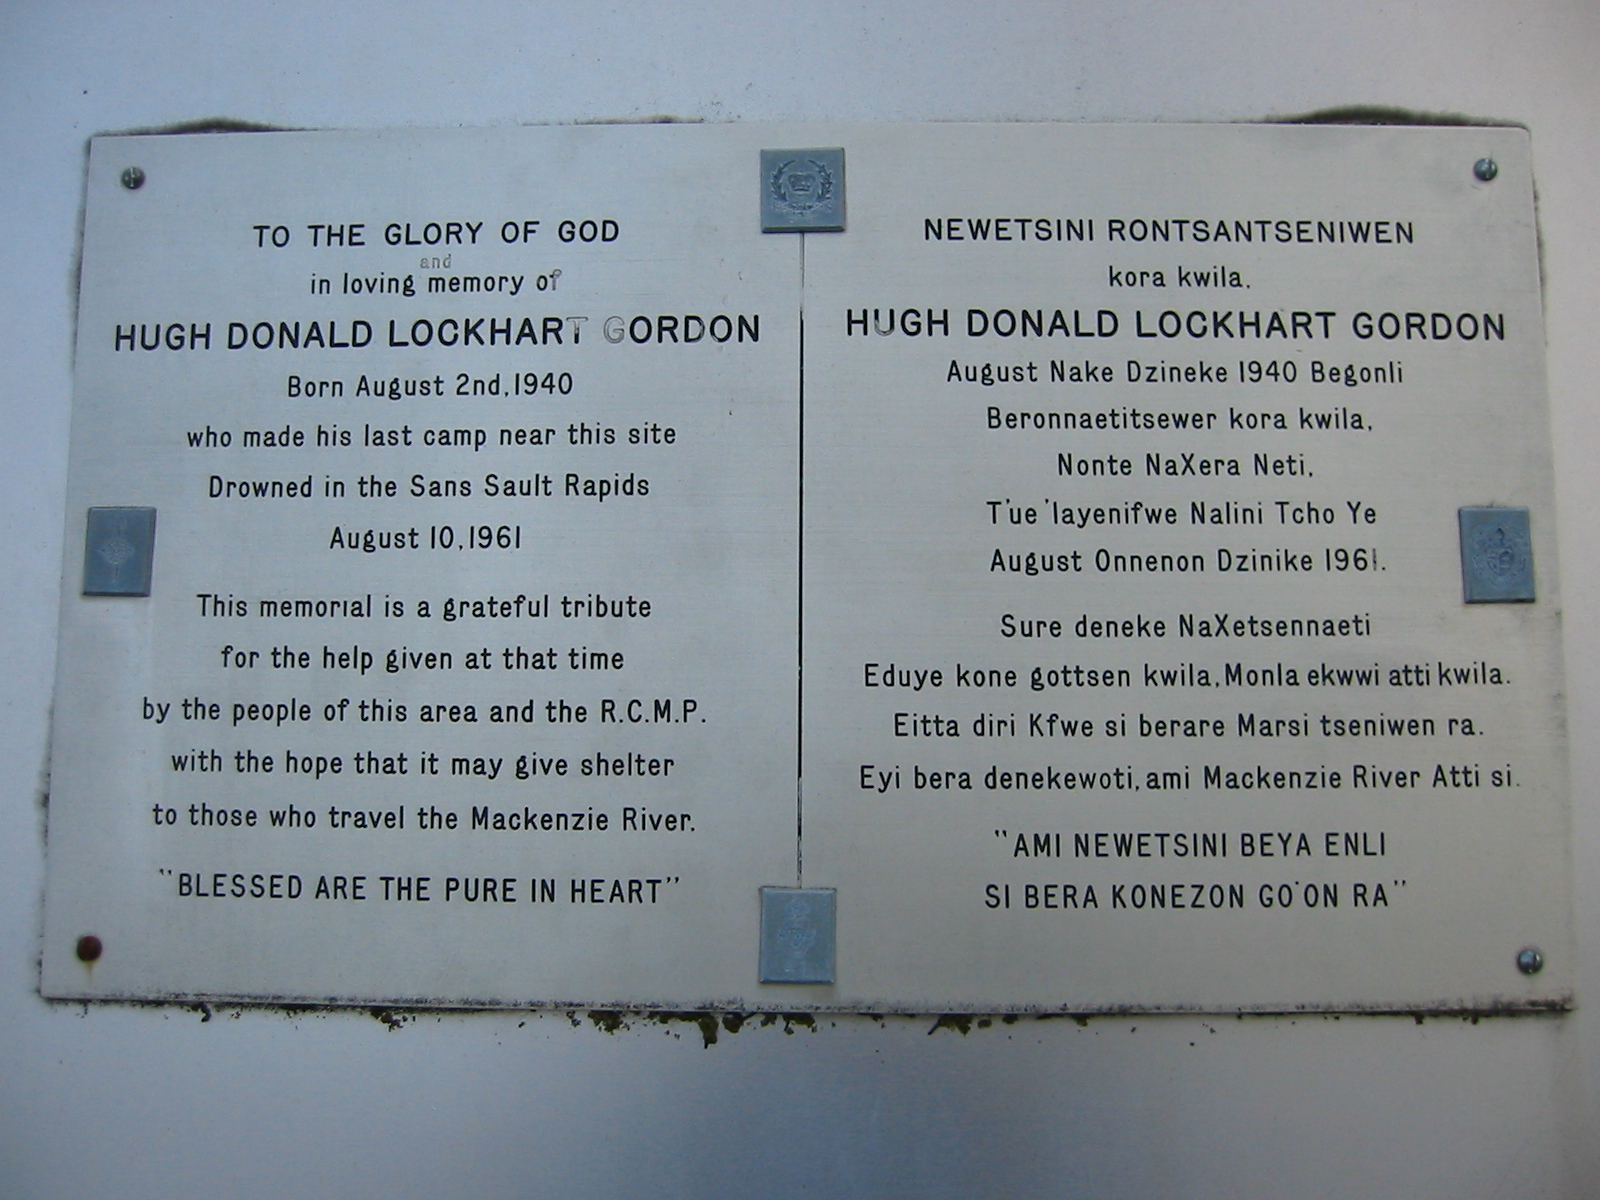 TO THE GLORY OF GOD
and
in loving memory of
HUGH DONALD LOCKHART GORDON
Born August 2nd, 1940
who made his last camp near this site
Drowned in the Sans Sault Rapids
August 10, 1961
This memorial is a grateful tribute
for the help given at that time
by the people of this area and the R.C.M.P.
with the hope that it may give shelter
to those who travel the Mackenzie River.
"BLESSED ARE THE PURE IN HEART"
NEWETSINI RONTSANTSENIWEN
kora kwila.
HUGH DONALD LOCKHART GORDON
August Nake Dzineke 1940 Begonli
Beronnaetitsewer kora kwila,
Nonte NaXera Neti,
T'ue 'layenifwe Nalini Tcho Ye
August Onnenon Dzinike 1961.
Sure deneke NaXetsennaeti
Eduye kone gottsen kwila, Monla ekwwi atti kwila.
Eitta diri Kfwe si berare Marsi tseniwen ra.
Eyi bera denekewoti, ami Mackenzie River Atti si.
"AMI NEWETSINI BEYA ENLI
SI BERA KONEZON GO'ON RA"